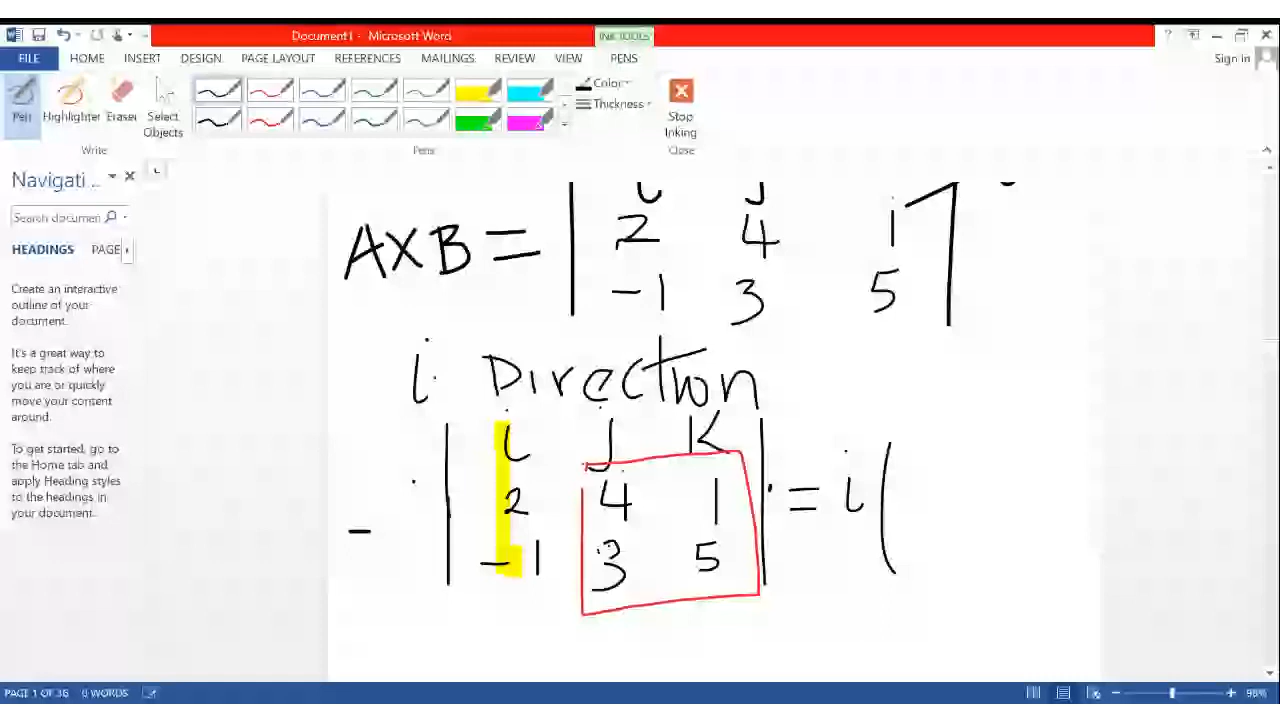 Document1 - Microsoft Word
INK TOOLS
?
FILE HOME INSERT DESIGN PAGE LAYOUT REFERENCES MAILINGS REVIEW VIEW PENS
Sign in
Pen Highlighter Eraser Select Objects
Color
Thickness
Stop Inking
Write Pens Close
Navigati...
Search documen
HEADINGS PAGE
Create an interactive
outline of your
document.
It's a great way to
keep track of where
you are or quickly
move your content
around.
To get started, go to
the Home tab and
apply Heading styles
to the headings in
your document.
i j
A×B = | 2 4 1 |
-1 3 5
i Direction
| i j K |
2 4 1 = i(
- -1 3 5
PAGE 1 OF 36 0 WORDS
98%